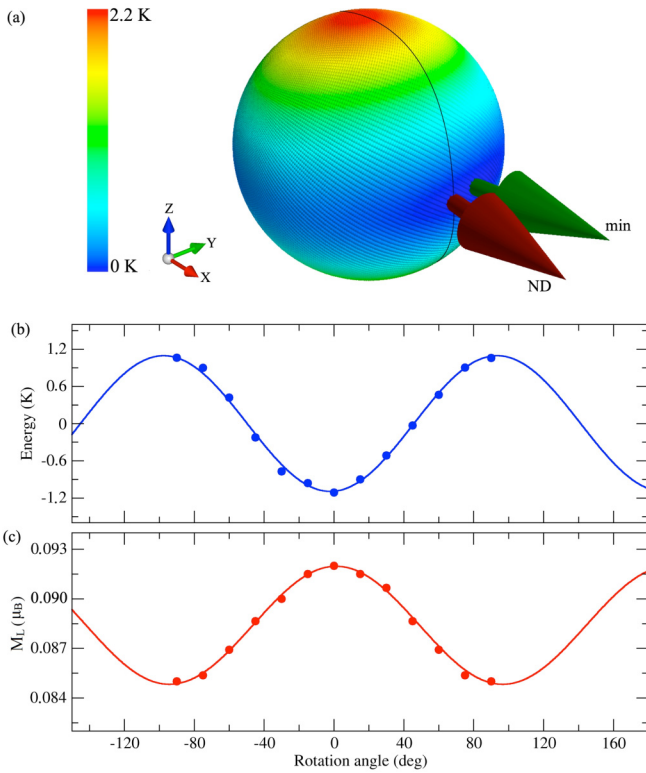 (a)
2.2 K
0 K
Z
Y
X
min
ND
(b)
1.2
0.6
0
-0.6
-1.2
Energy (K)
(c)
0.093
0.090
0.087
0.084
M_L (μ_B)
-120 -80 -40 0 40 80 120 160
Rotation angle (deg)